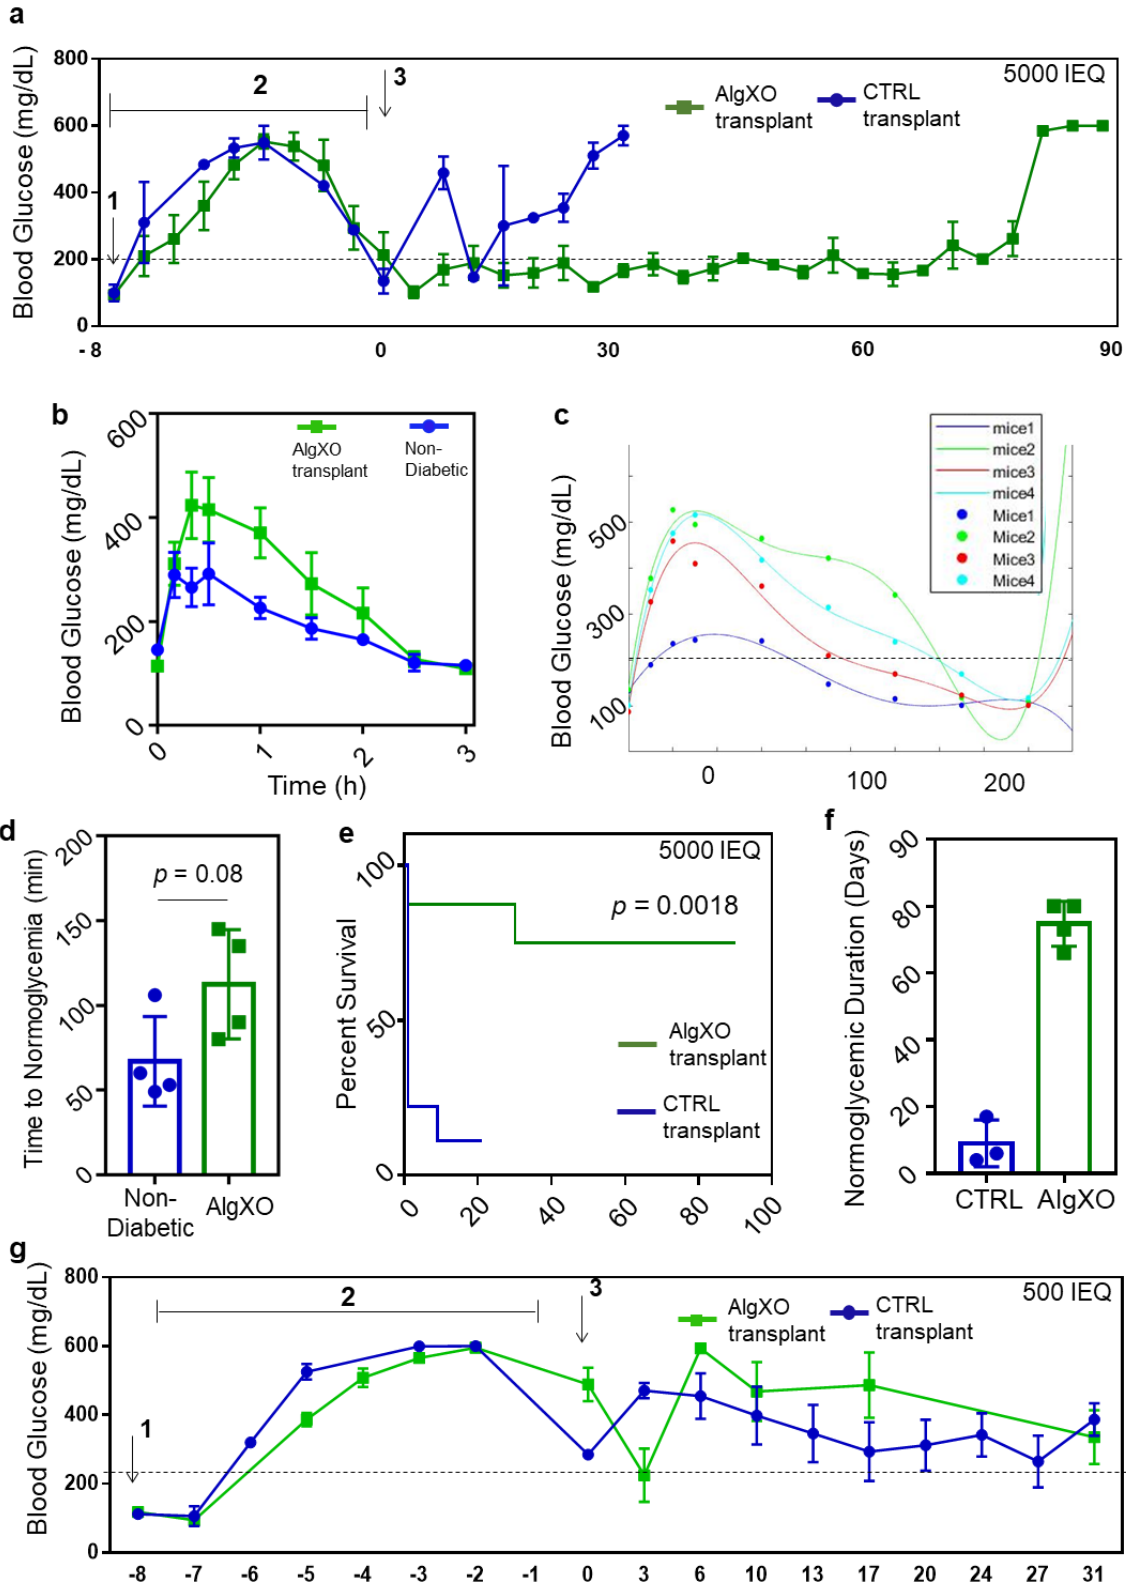 a
Blood Glucose (mg/dL)
800
600
400
200
0
1
2
3
AlgXO
transplant
CTRL
transplant
5000 IEQ
- 8
0
30
60
90
b
Blood Glucose (mg/dL)
600
400
200
0
AlgXO
transplant
Non-
Diabetic
0
1
2
3
Time (h)
c
Blood Glucose (mg/dL)
500
300
100
mice1
mice2
mice3
mice4
Mice1
Mice2
Mice3
Mice4
0
100
200
d
Time to Normoglycemia (min)
200
150
100
50
0
p = 0.08
Non-
Diabetic
AlgXO
e
Percent Survival
100
50
0
5000 IEQ
p = 0.0018
AlgXO
transplant
CTRL
transplant
0
20
40
60
80
100
f
Normoglycemic Duration (Days)
90
80
60
40
20
0
CTRL
AlgXO
g
Blood Glucose (mg/dL)
800
600
400
200
0
1
2
3
AlgXO
transplant
CTRL
transplant
500 IEQ
-8
-7
-6
-5
-4
-3
-2
-1
0
3
6
10
13
17
20
24
27
31